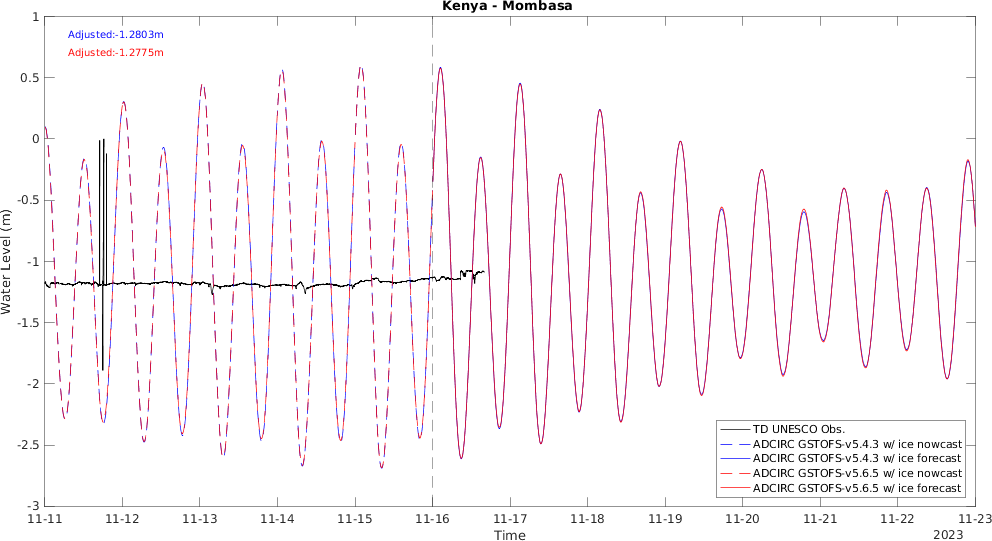 Kenya - Mombasa
Adjusted:-1.2803m
Adjusted:-1.2775m
Water Level (m)
1
0.5
0
-0.5
-1
-1.5
-2
-2.5
-3
TD UNESCO Obs.
ADCIRC GSTOFS-v5.4.3 w/ ice nowcast
ADCIRC GSTOFS-v5.4.3 w/ ice forecast
ADCIRC GSTOFS-v5.6.5 w/ ice nowcast
ADCIRC GSTOFS-v5.6.5 w/ ice forecast
11-11 11-12 11-13 11-14 11-15 11-16 11-17 11-18 11-19 11-20 11-21 11-22 11-23
Time
2023